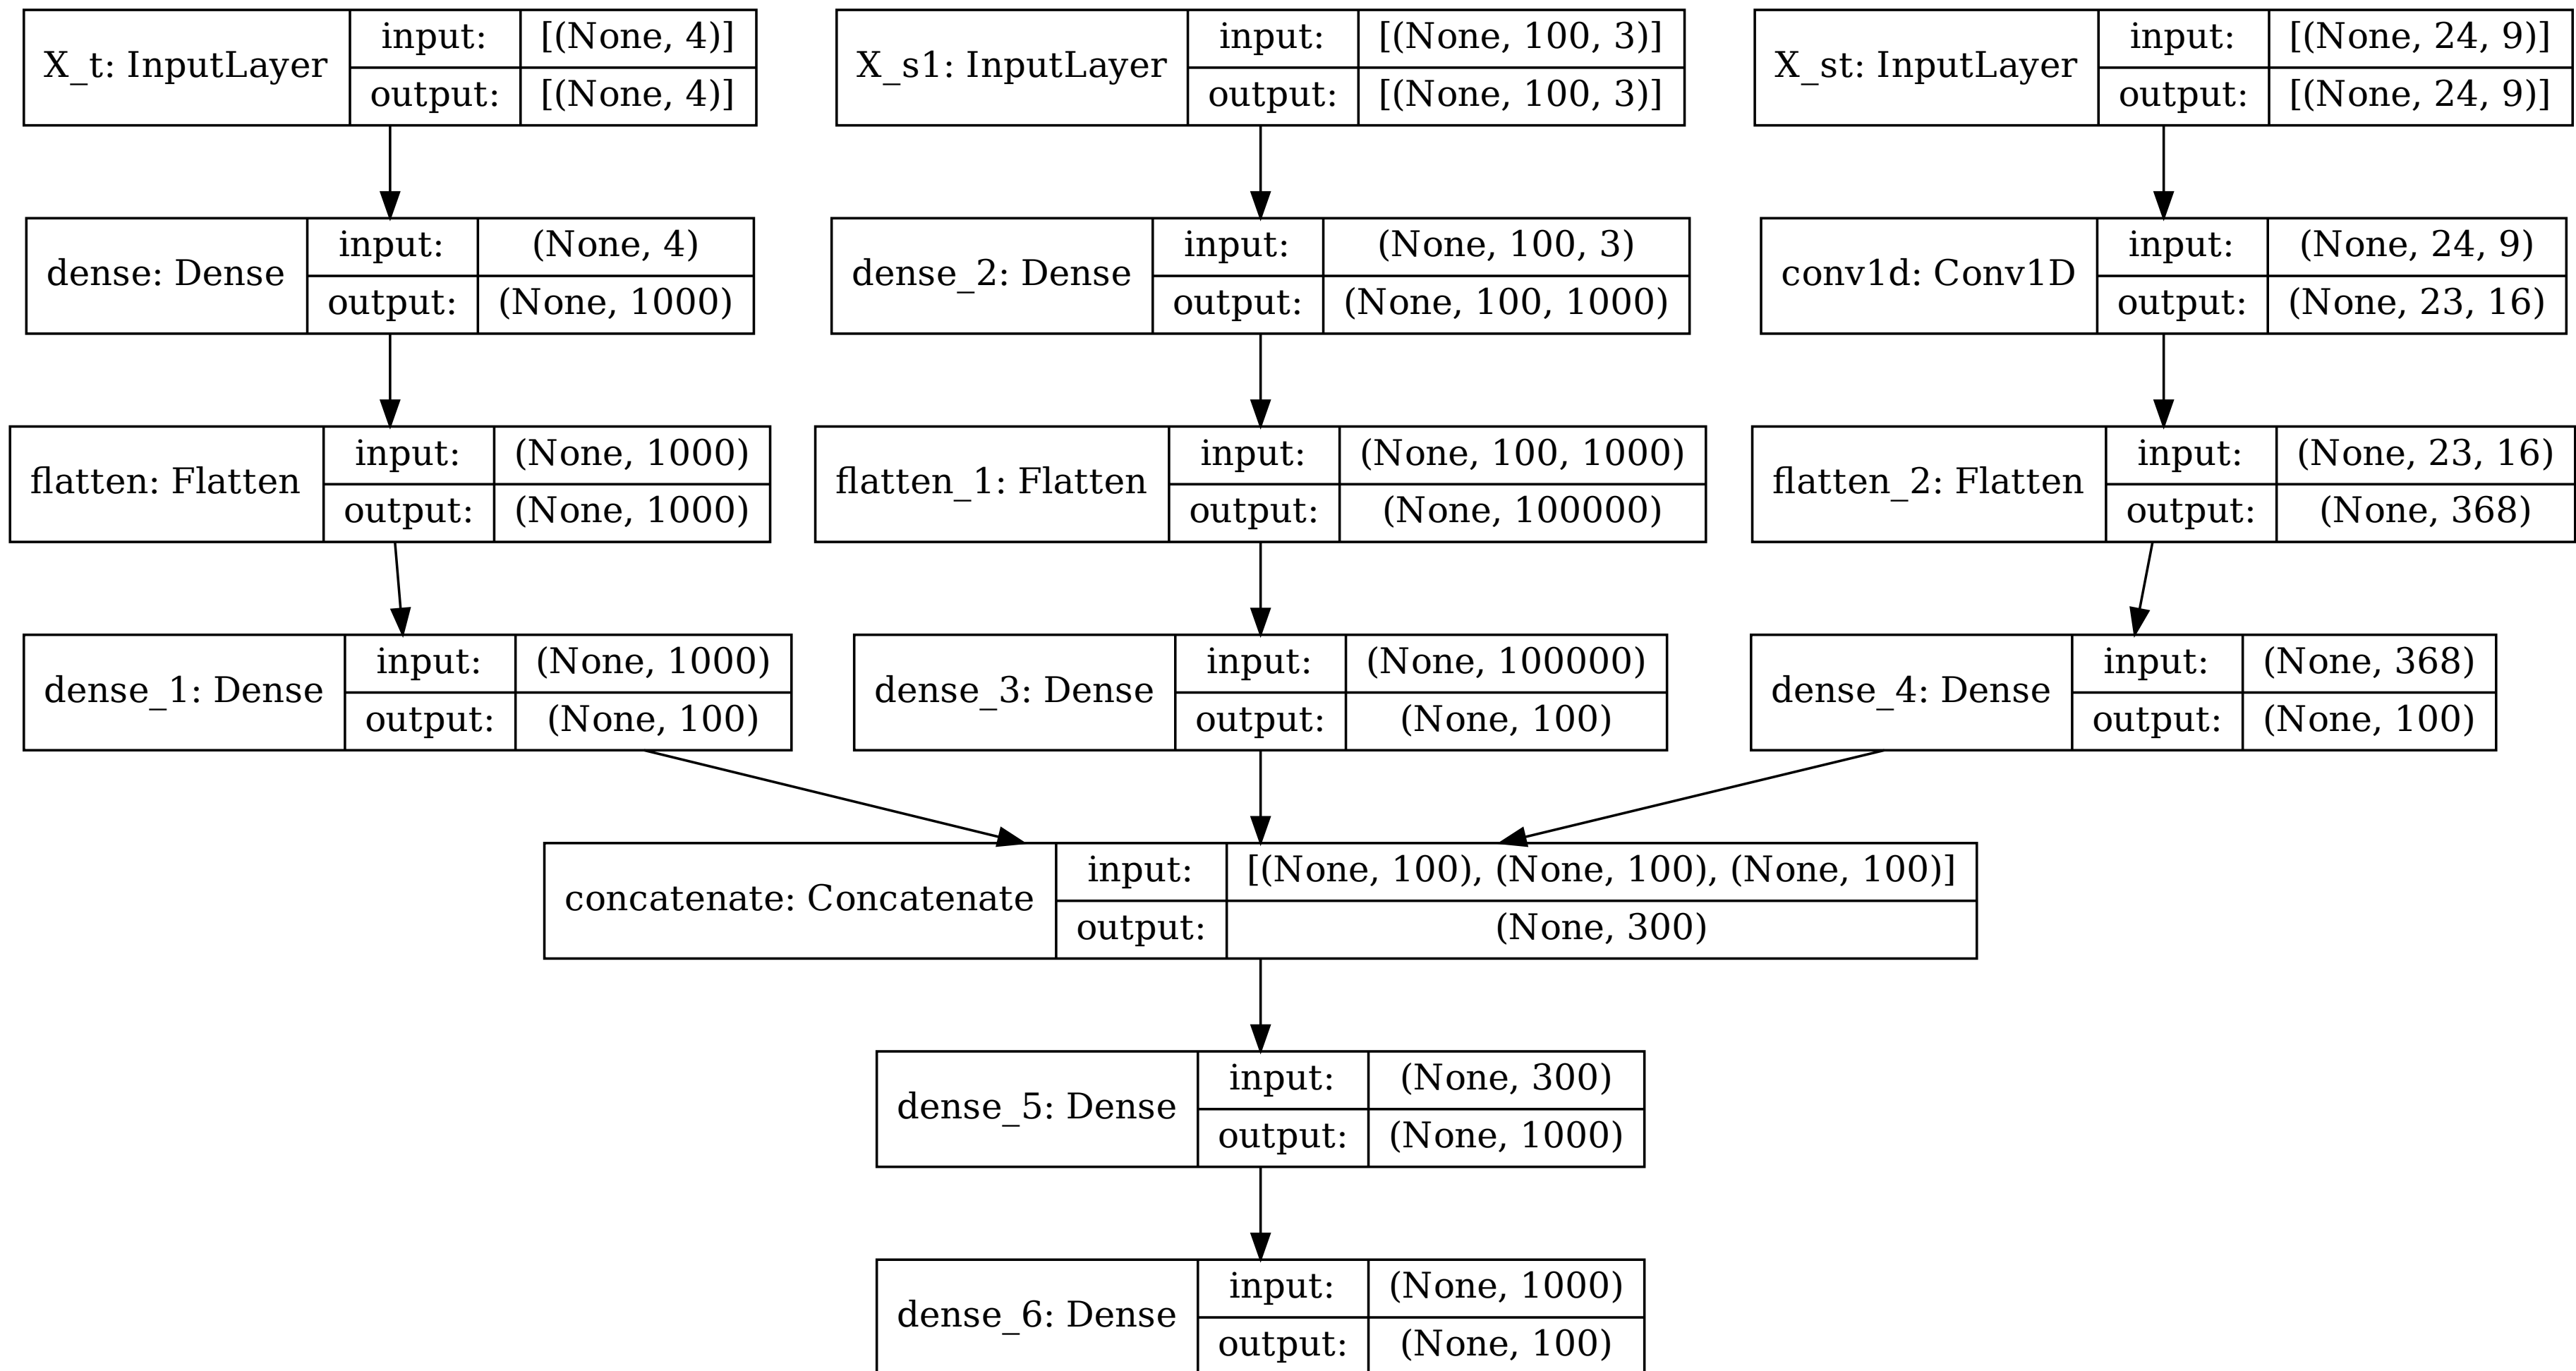 X_t: InputLayer
input: [(None, 4)]
output: [(None, 4)]
X_s1: InputLayer
input: [(None, 100, 3)]
output: [(None, 100, 3)]
X_st: InputLayer
input: [(None, 24, 9)]
output: [(None, 24, 9)]
dense: Dense
input: (None, 4)
output: (None, 1000)
dense_2: Dense
input: (None, 100, 3)
output: (None, 100, 1000)
conv1d: Conv1D
input: (None, 24, 9)
output: (None, 23, 16)
flatten: Flatten
input: (None, 1000)
output: (None, 1000)
flatten_1: Flatten
input: (None, 100, 1000)
output: (None, 100000)
flatten_2: Flatten
input: (None, 23, 16)
output: (None, 368)
dense_1: Dense
input: (None, 1000)
output: (None, 100)
dense_3: Dense
input: (None, 100000)
output: (None, 100)
dense_4: Dense
input: (None, 368)
output: (None, 100)
concatenate: Concatenate
input: [(None, 100), (None, 100), (None, 100)]
output: (None, 300)
dense_5: Dense
input: (None, 300)
output: (None, 1000)
dense_6: Dense
input: (None, 1000)
output: (None, 100)